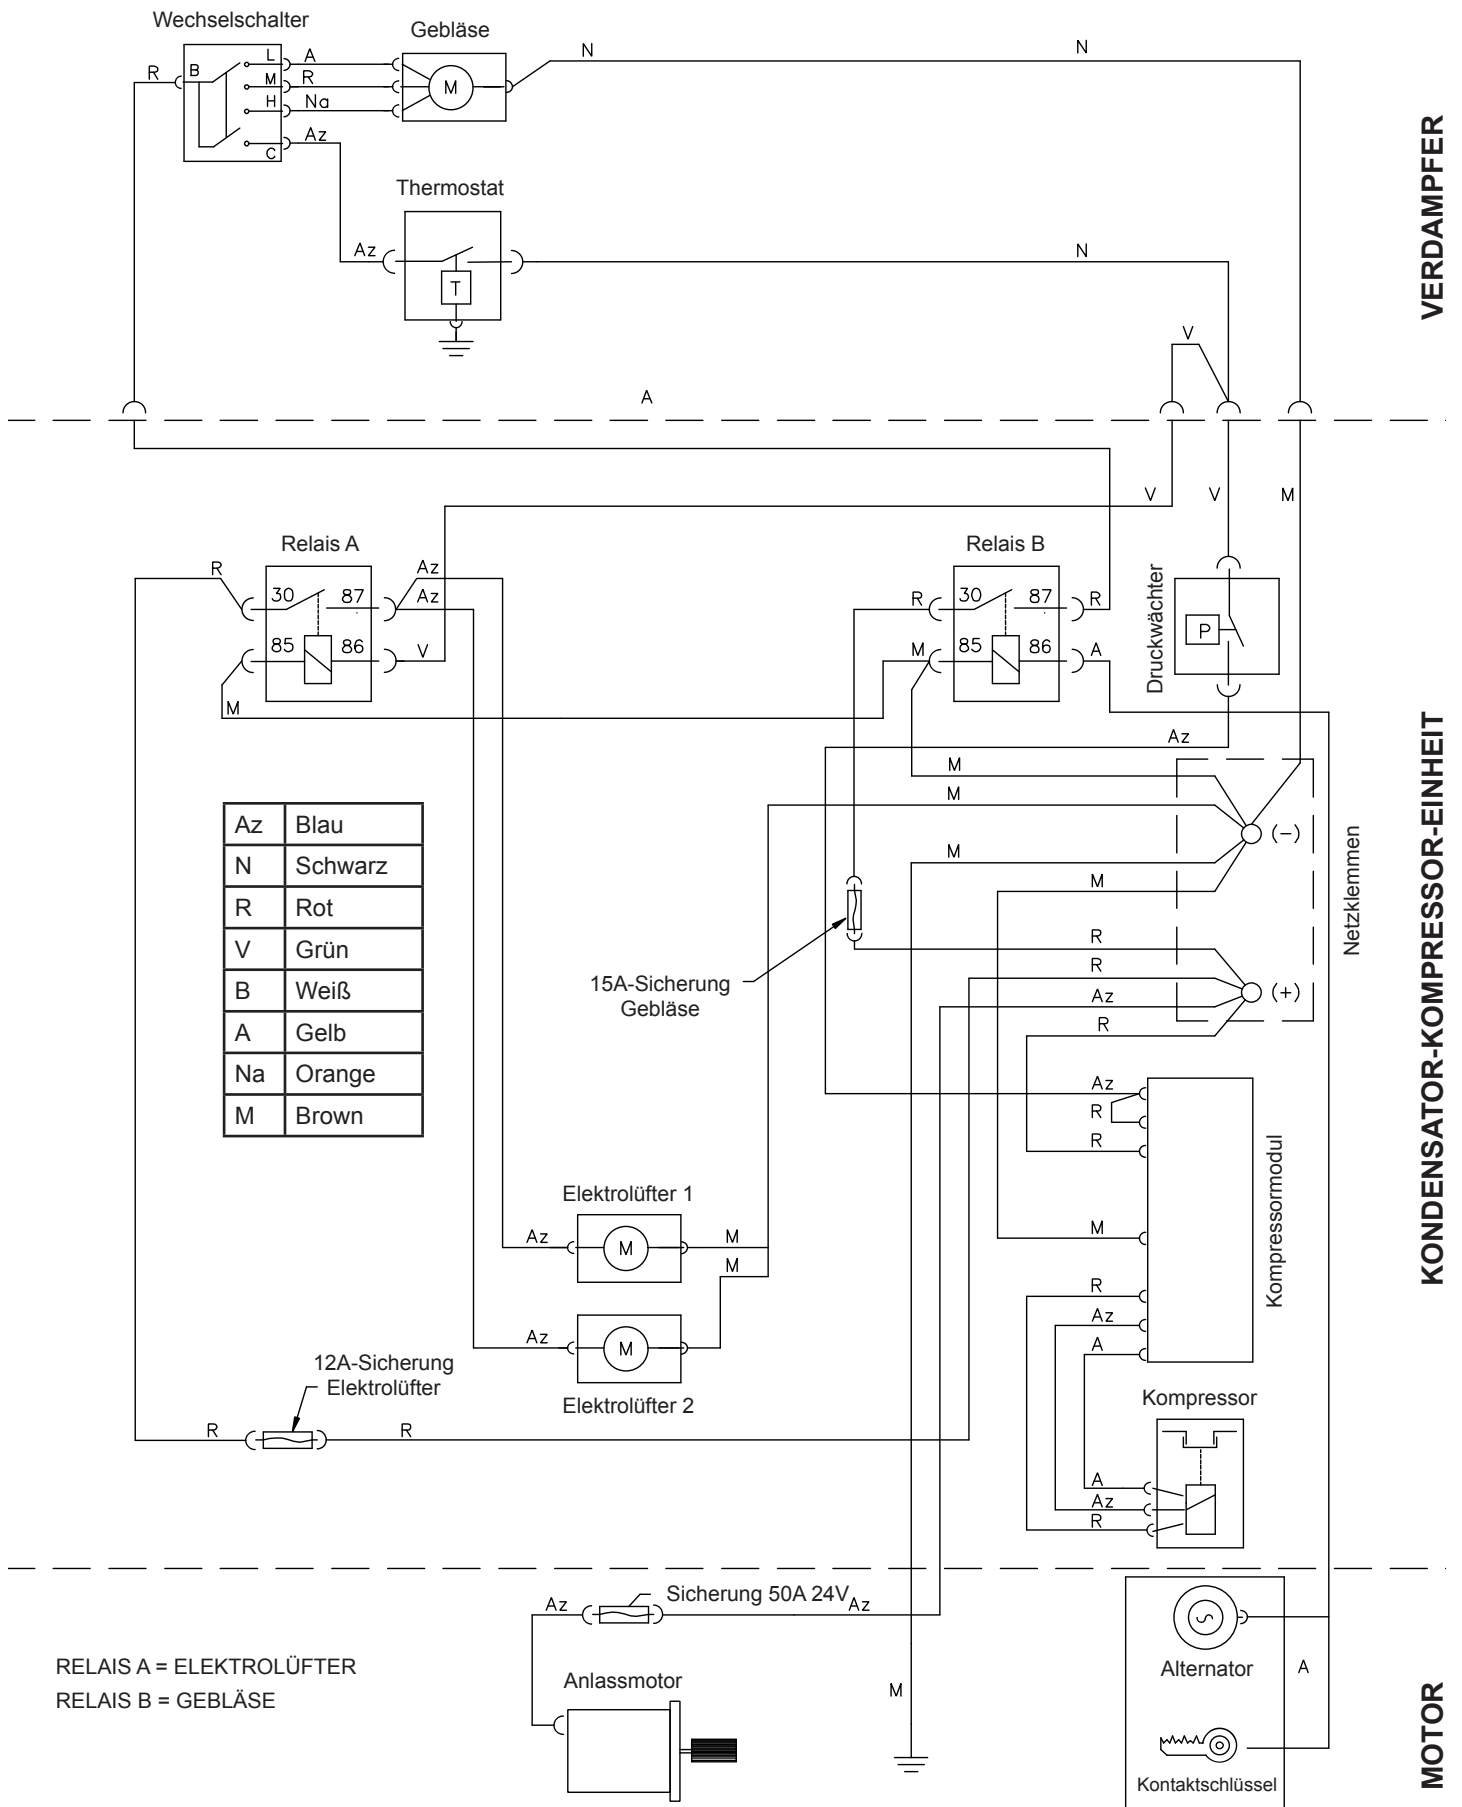 Wechselschalter
Gebläse
R
B
L
M
H
C
A
R
Na
Az
M
N
N
Thermostat
Az
T
N
V
VERDAMPFER
A
V
V
M
Relais A
R
30
87
85
86
Az
Az
V
M
Relais B
R
30
87
R
M
85
86
A
Druckwächter
P
Az
M
M
M
M
(-)
Netzklemmen
R
R
Az
R
(+)
KONDENSATOR-KOMPRESSOR-EINHEIT
Az Blau
N Schwarz
R Rot
V Grün
B Weiß
A Gelb
Na Orange
M Brown
15A-Sicherung
Gebläse
Az
R
R
M
R
Az
A
Kompressormodul
Elektrolüfter 1
Az
M
M
M
Az
M
Elektrolüfter 2
12A-Sicherung
Elektrolüfter
R
R
Kompressor
A
Az
R
Az
Sicherung 50A 24V
Az
Anlassmotor
M
RELAIS A = ELEKTROLÜFTER
RELAIS B = GEBLÄSE
Alternator
A
Kontaktschlüssel
MOTOR